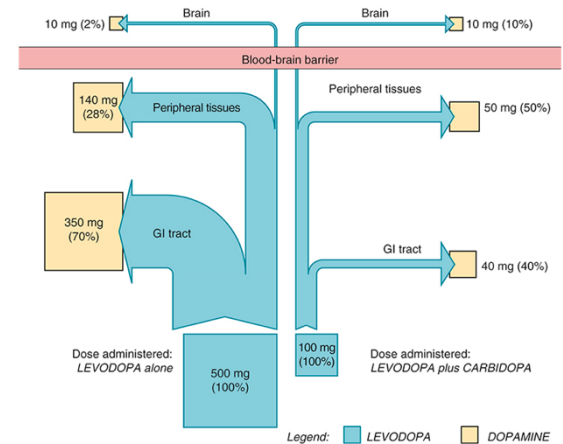 Brain
Brain
10 mg (2%)
10 mg (10%)
Blood-brain barrier
Peripheral tissues
140 mg
(28%)
Peripheral tissues
50 mg (50%)
350 mg
(70%)
GI tract
GI tract
40 mg (40%)
Dose administered:
LEVODOPA alone
500 mg
(100%)
100 mg
(100%)
Dose administered:
LEVODOPA plus CARBIDOPA
Legend: LEVODOPA DOPAMINE